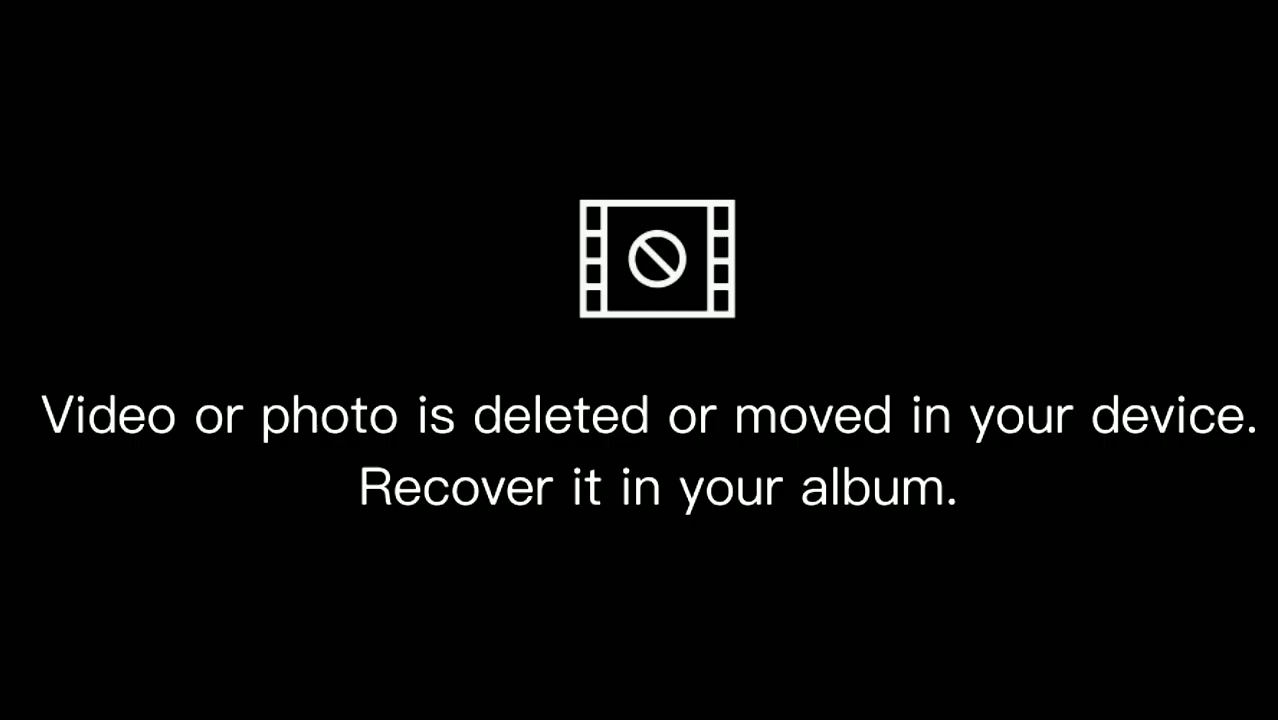 Video or photo is deleted or moved in your device.
Recover it in your album.